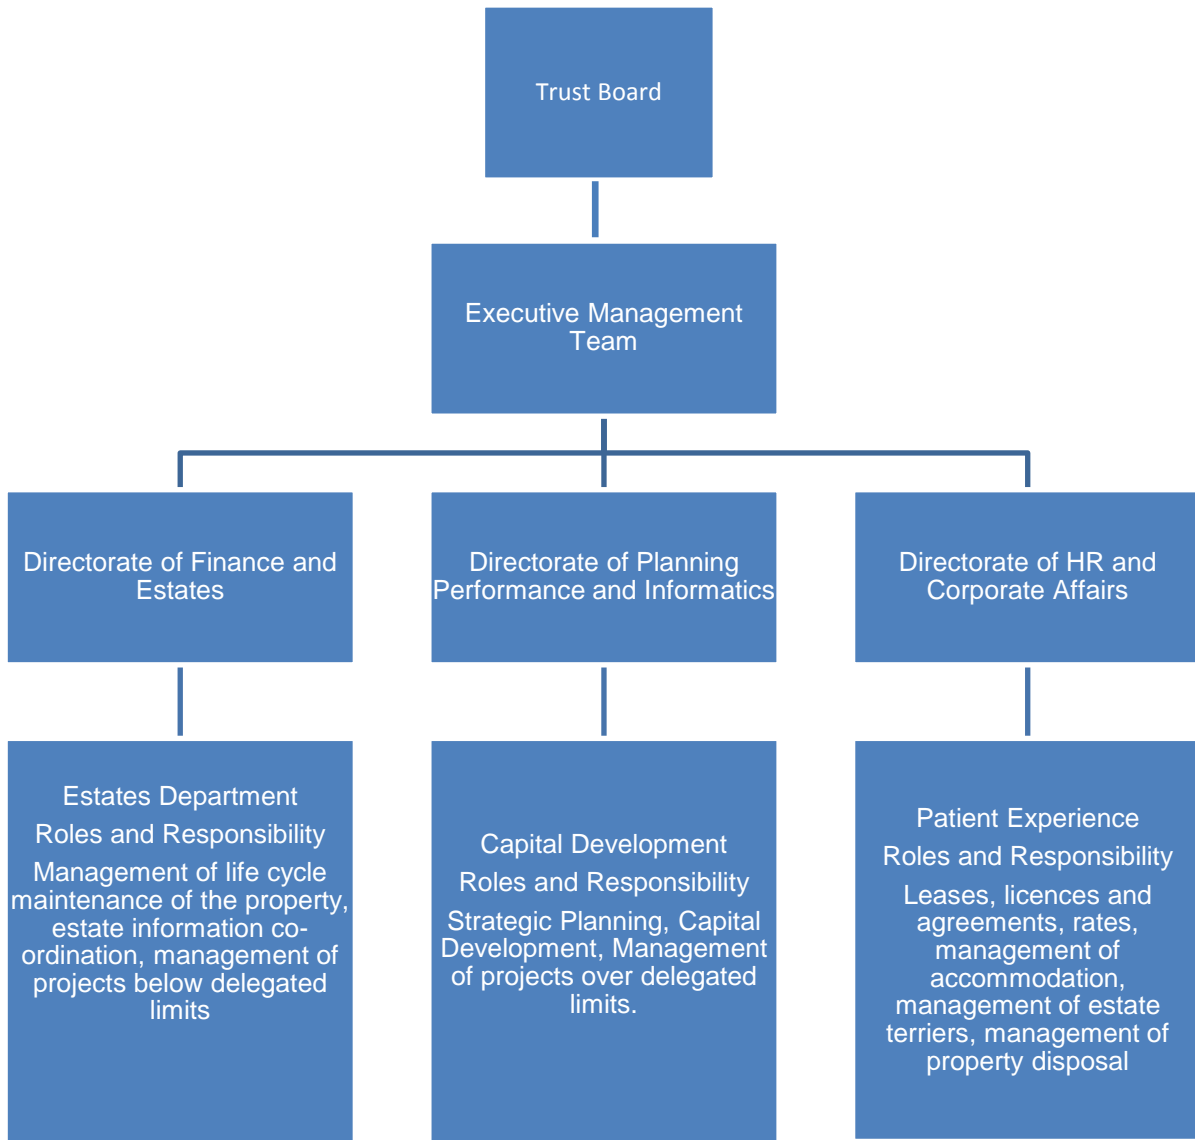 Trust Board
Executive Management
Team
Directorate of Finance and
Estates
Directorate of Planning
Performance and Informatics
Directorate of HR and
Corporate Affairs
Estates Department
Roles and Responsibility
Management of life cycle
maintenance of the property,
estate information co-
ordination, management of
projects below delegated
limits
Capital Development
Roles and Responsibility
Strategic Planning, Capital
Development, Management
of projects over delegated
limits.
Patient Experience
Roles and Responsibility
Leases, licences and
agreements, rates,
management of
accommodation,
management of estate
terriers, management of
property disposal